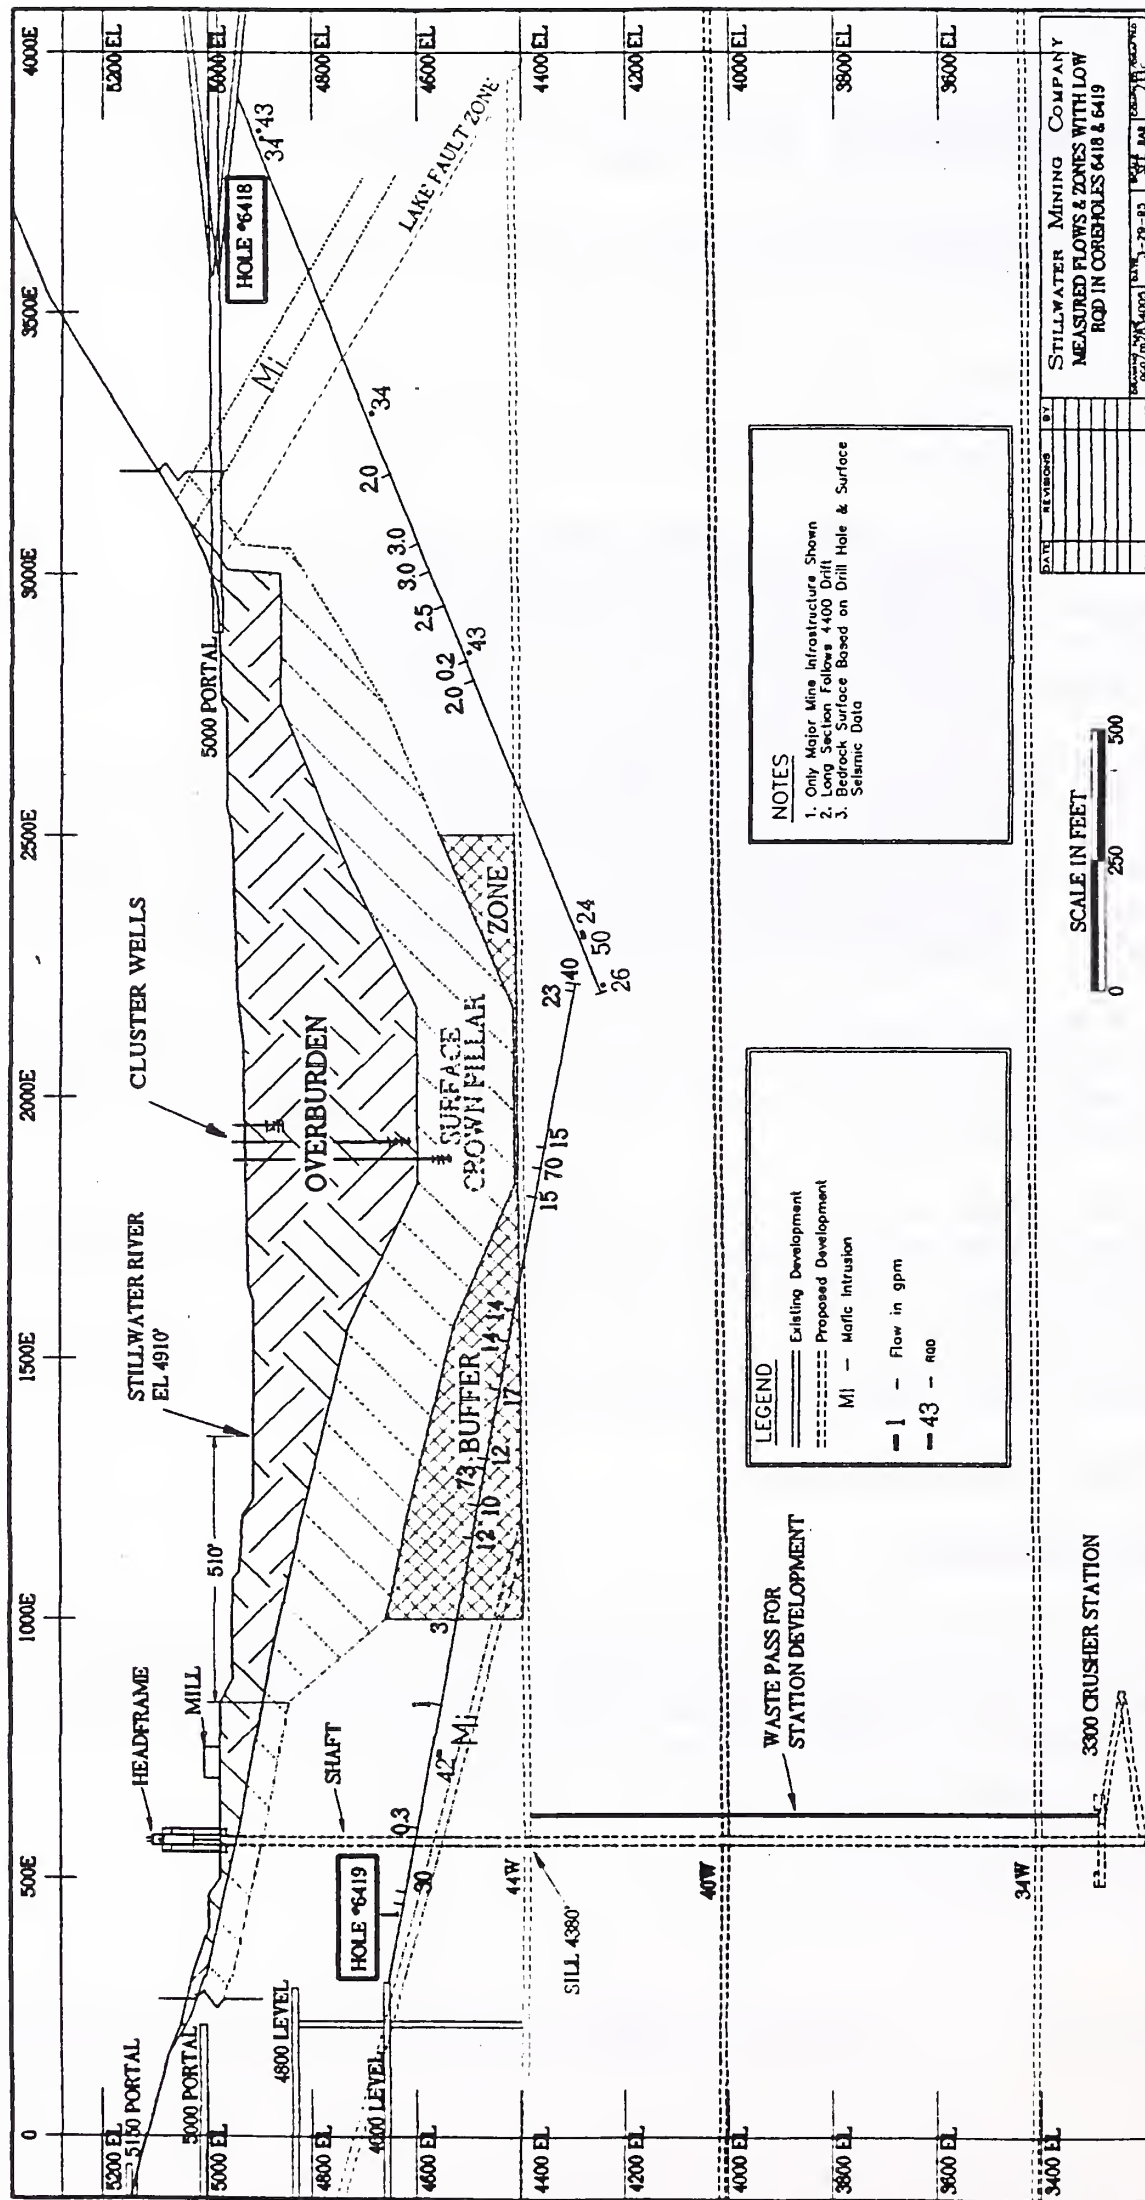 0
500E
1000E
1500E
2000E
2500E
3000E
3500E
4000E
HEADFRAME
MILL
510'
STILLWATER RIVER
EL 4910'
CLUSTER WELLS
5000 PORTAL
HOLE #6418
5200 EL
5150 PORTAL
5000 PORTAL
5000 EL
4800 LEVEL
4800 EL
4600 EL
HOLE #6419
SHAFT
OVERBURDEN
SURFACE
CROWN PILLAR
BUFFER
ZONE
Mi
Mi
LAKE FAULT ZONE
30
0.3
42
1
3
12
10
73
12
17
14
14
15
70
15
23
40
26
50
24
2.0
0.2
43
2.5
3.0
3.0
2.0
34
34
43
5200 EL
5000 EL
4800 EL
4600 EL
4400 EL
4200 EL
4000 EL
3800 EL
3600 EL
4400 EL
4200 EL
4000 EL
3800 EL
3600 EL
3400 EL
44W
40W
34W
SILL 4380'
WASTE PASS FOR
STATION DEVELOPMENT
3300 CRUSHER STATION
LEGEND
Existing Development
Proposed Development
MI – Mafic Intrusion
1 – Flow in gpm
43 – RQD
NOTES
1. Only Major Mine Infrastructure Shown
2. Long Section Follows 4400 Drift
3. Bedrock Surface Based on Drill Hole & Surface
Seismic Data
SCALE IN FEET
0 250 500
DATE REVISIONS BY
STILLWATER MINING COMPANY
MEASURED FLOWS & ZONES WITH LOW
RQD IN COREHOLES 6418 & 6419